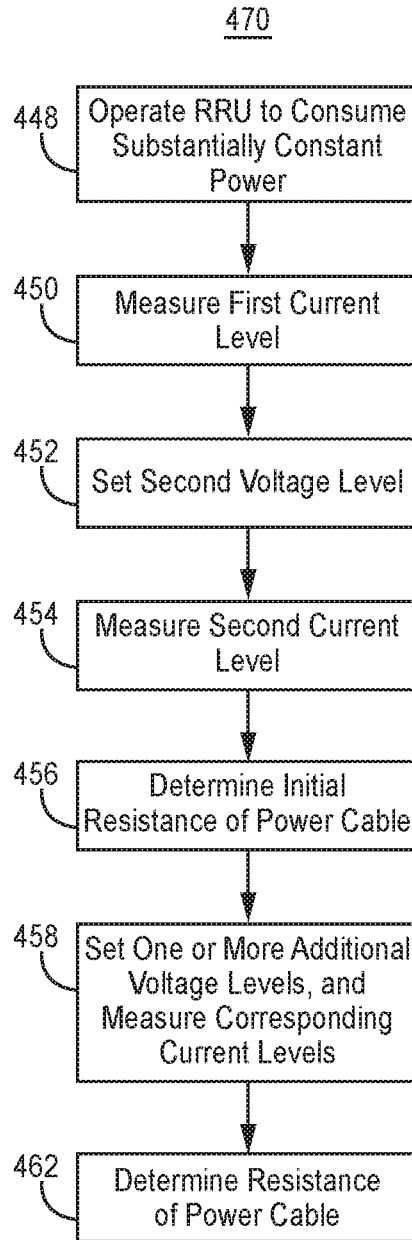 470
448
Operate RRU to Consume
Substantially Constant
Power
450
Measure First Current
Level
452
Set Second Voltage Level
454
Measure Second Current
Level
456
Determine Initial
Resistance of Power Cable
458
Set One or More Additional
Voltage Levels, and
Measure Corresponding
Current Levels
462
Determine Resistance
of Power Cable